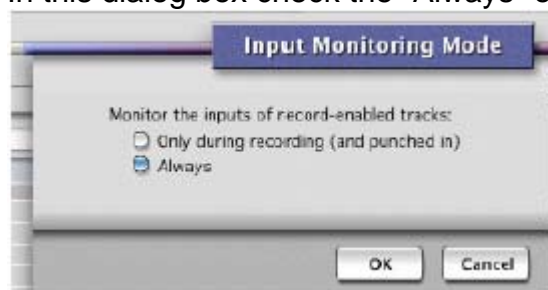 In this dialog box check the "Always"
Input Monitoring Mode
Monitor the inputs of record-enabled tracks:
Only during recording (and punched in)
Always
OK
Cancel